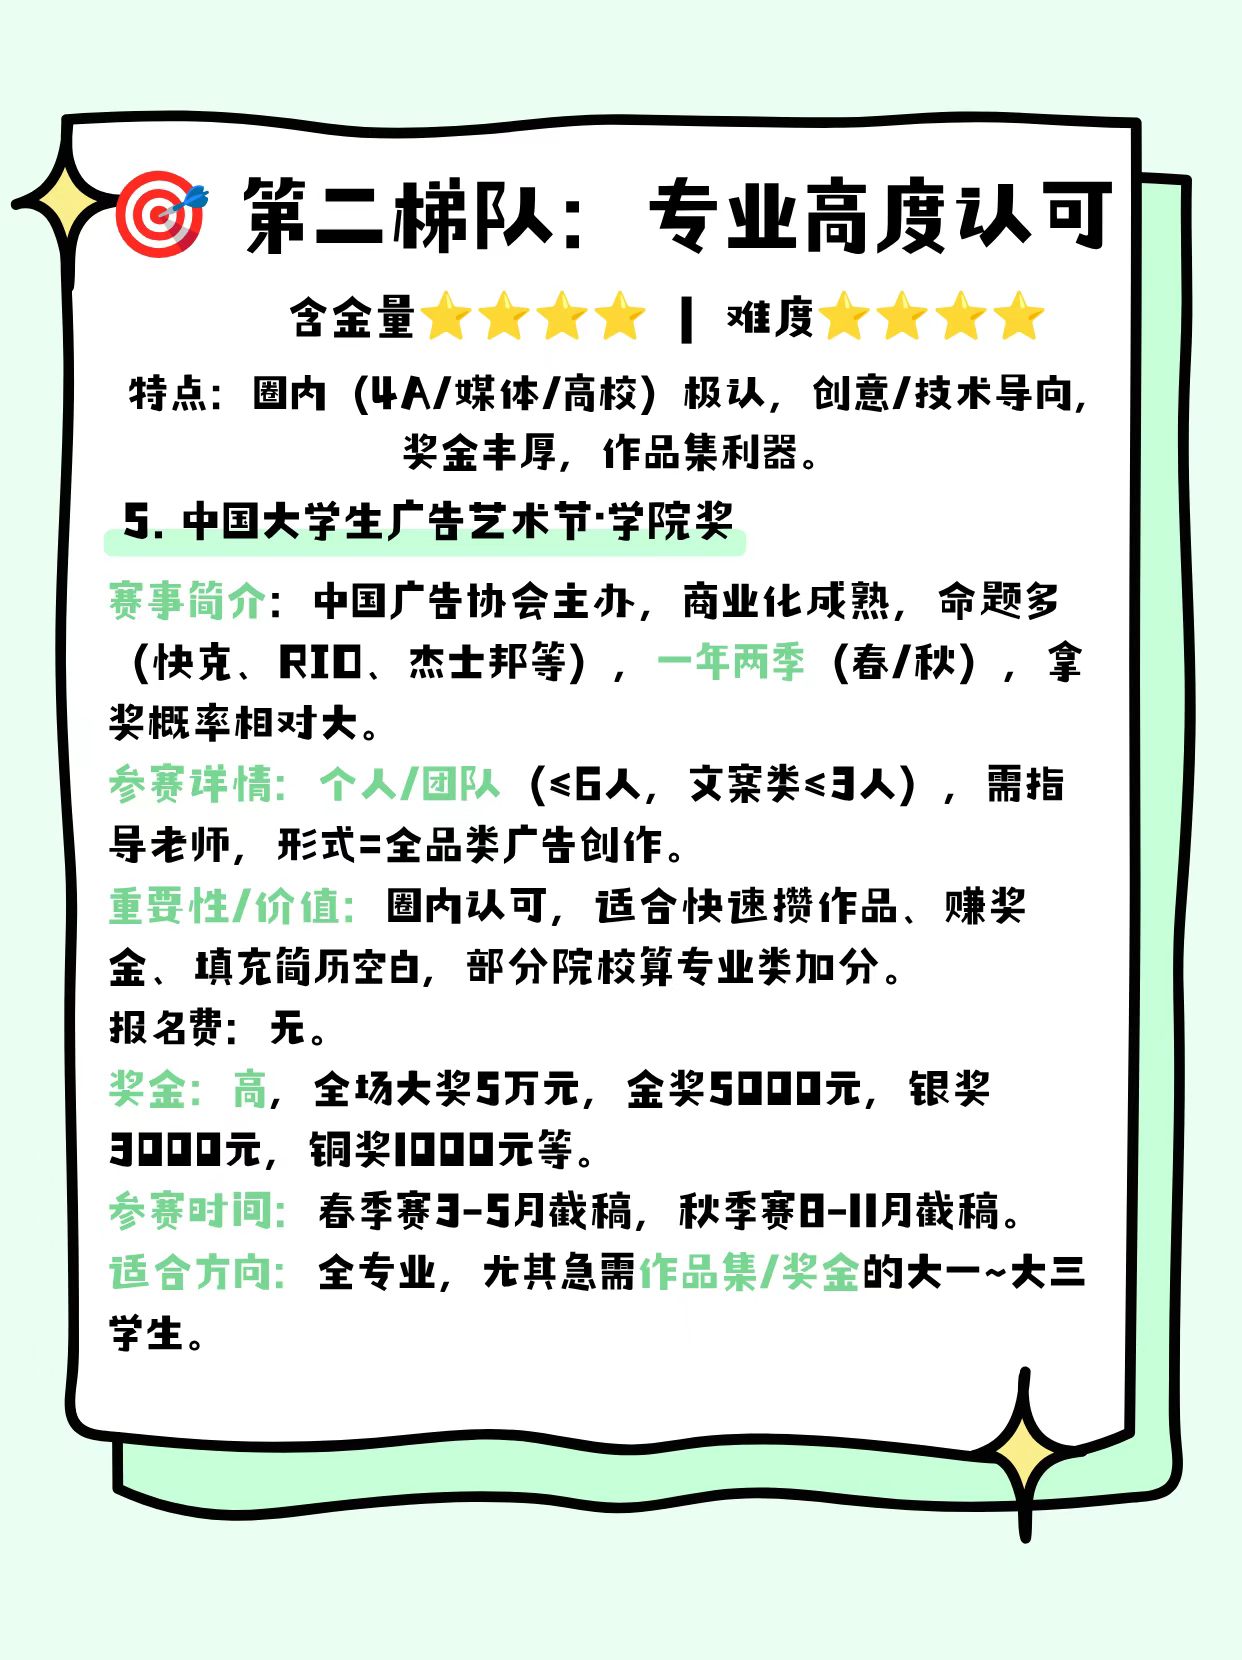 🎯 第二梯队：专业高度认可
含金量⭐⭐⭐⭐ | 难度⭐⭐⭐⭐
特点：圈内（4A/媒体/高校）极认，创意/技术导向，
奖金丰厚，作品集利器。
5. 中国大学生广告艺术节·学院奖
赛事简介：中国广告协会主办，商业化成熟，命题多
（快克、RIO、杰士邦等），一年两季（春/秋），拿
奖概率相对大。
参赛详情：个人/团队（≤6人，文案类≤3人），需指
导老师，形式=全品类广告创作。
重要性/价值：圈内认可，适合快速攒作品、赚奖
金、填充简历空白，部分院校算专业类加分。
报名费：无。
奖金：高，全场大奖5万元，金奖5000元，银奖
3000元，铜奖1000元等。
参赛时间：春季赛3-5月截稿，秋季赛8-11月截稿。
适合方向：全专业，尤其急需作品集/奖金的大一~大三
学生。